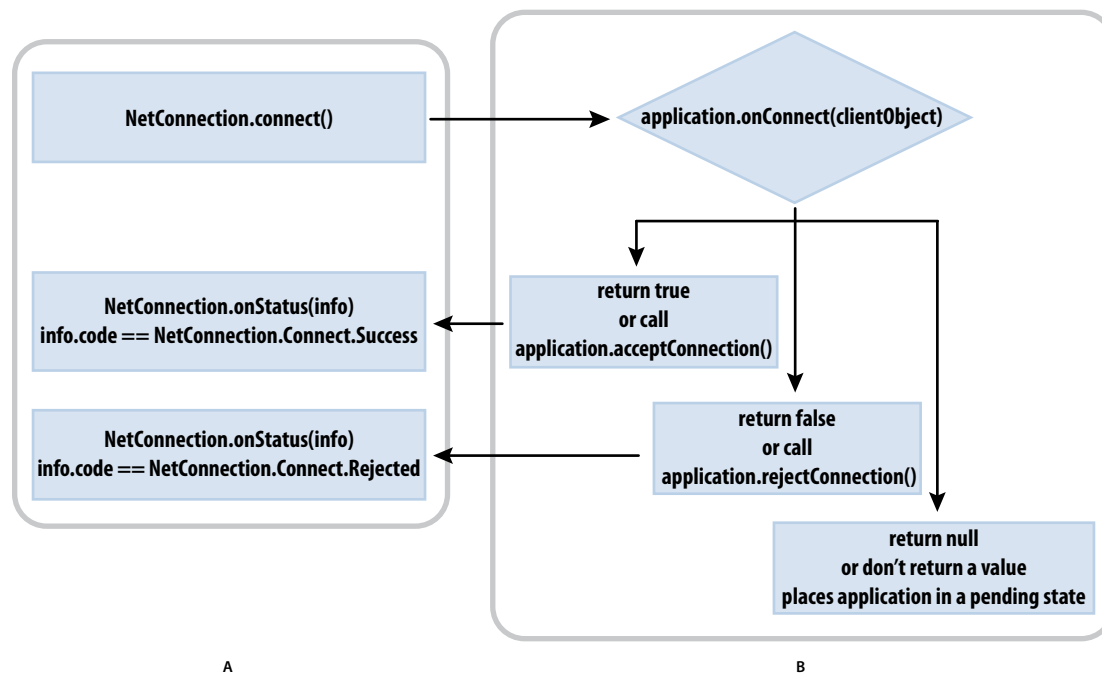 NetConnection.connect()
application.onConnect(clientObject)
NetConnection.onStatus(info)
info.code == NetConnection.Connect.Success
return true
or call
application.acceptConnection()
NetConnection.onStatus(info)
info.code == NetConnection.Connect.Rejected
return false
or call
application.rejectConnection()
return null
or don’t return a value
places application in a pending state
A
B